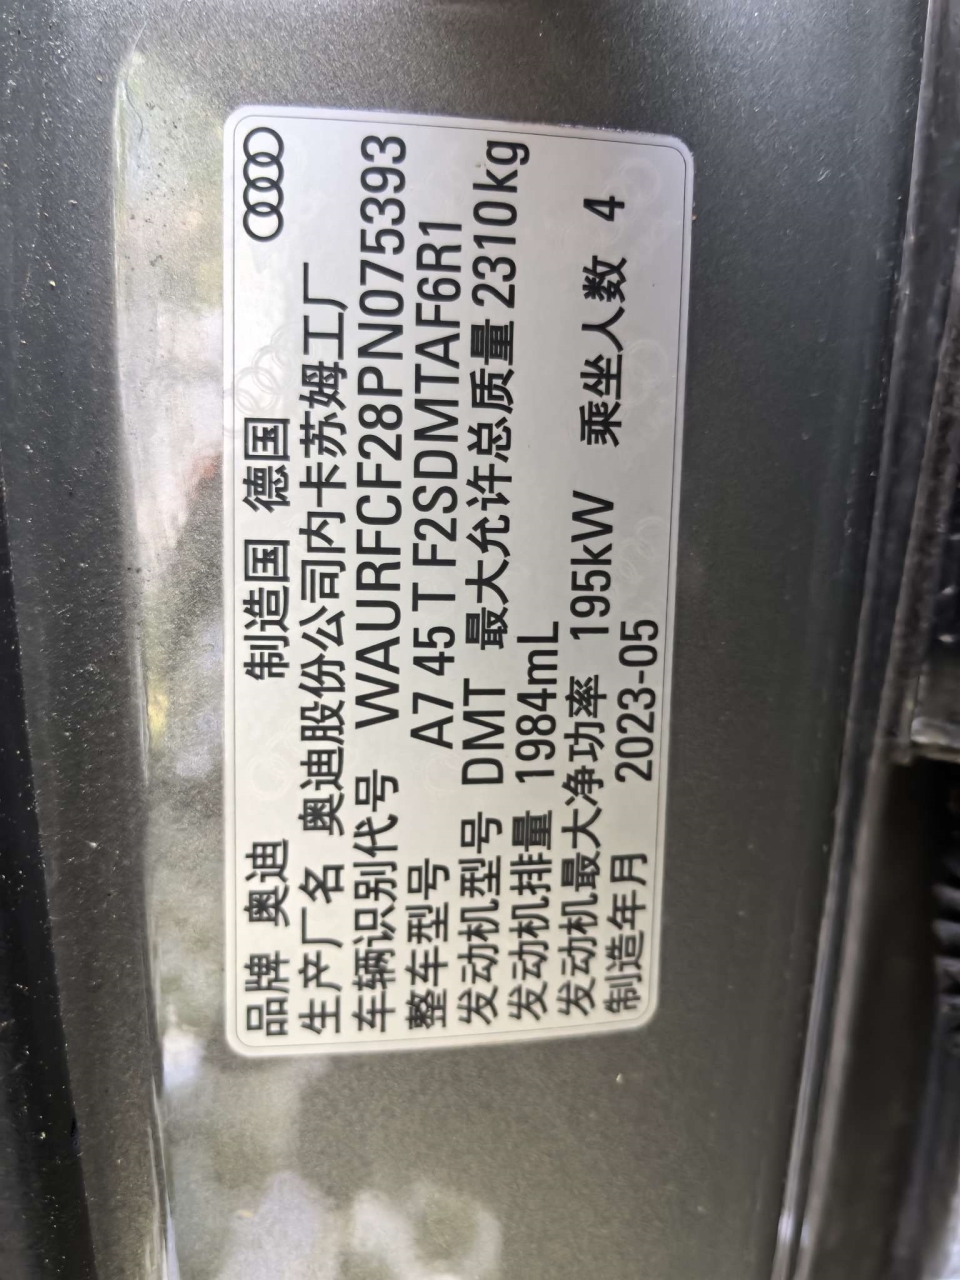 品牌 奥迪 制造国 德国
生产厂名 奥迪股份公司内卡苏姆工厂
车辆识别代号 WAURFCF28PN075393
整车型号 A7 45 T F2SDMTAF6R1
发动机型号 DMT 最大允许总质量 2310kg
发动机排量 1984mL
发动机最大净功率 195kW 乘坐人数 4
制造年月 2023-05